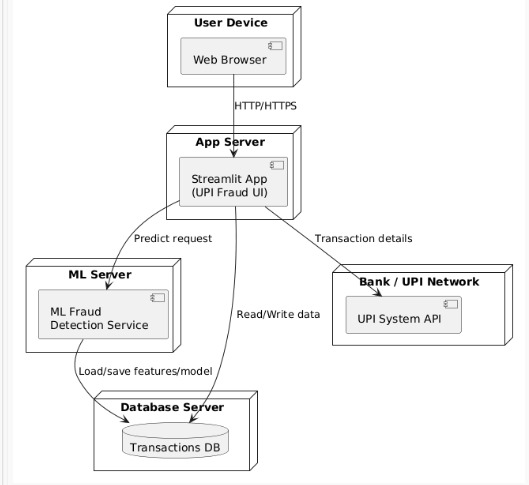 User Device
Web Browser
HTTP/HTTPS
App Server
Streamlit App
(UPI Fraud UI)
Predict request
Transaction details
ML Server
ML Fraud
Detection Service
Bank / UPI Network
UPI System API
Read/Write data
Load/save features/model
Database Server
Transactions DB